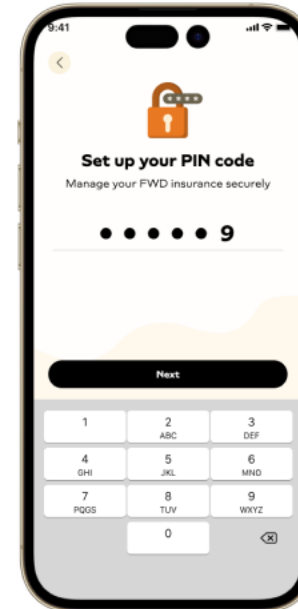 9:41
Set up your PIN code
Manage your FWD insurance securely
● ● ● ● ● 9
Next
1 2 3
ABC DEF
4 5 6
GHI JKL MNO
7 8 9
PQGS TUV WXYZ
0